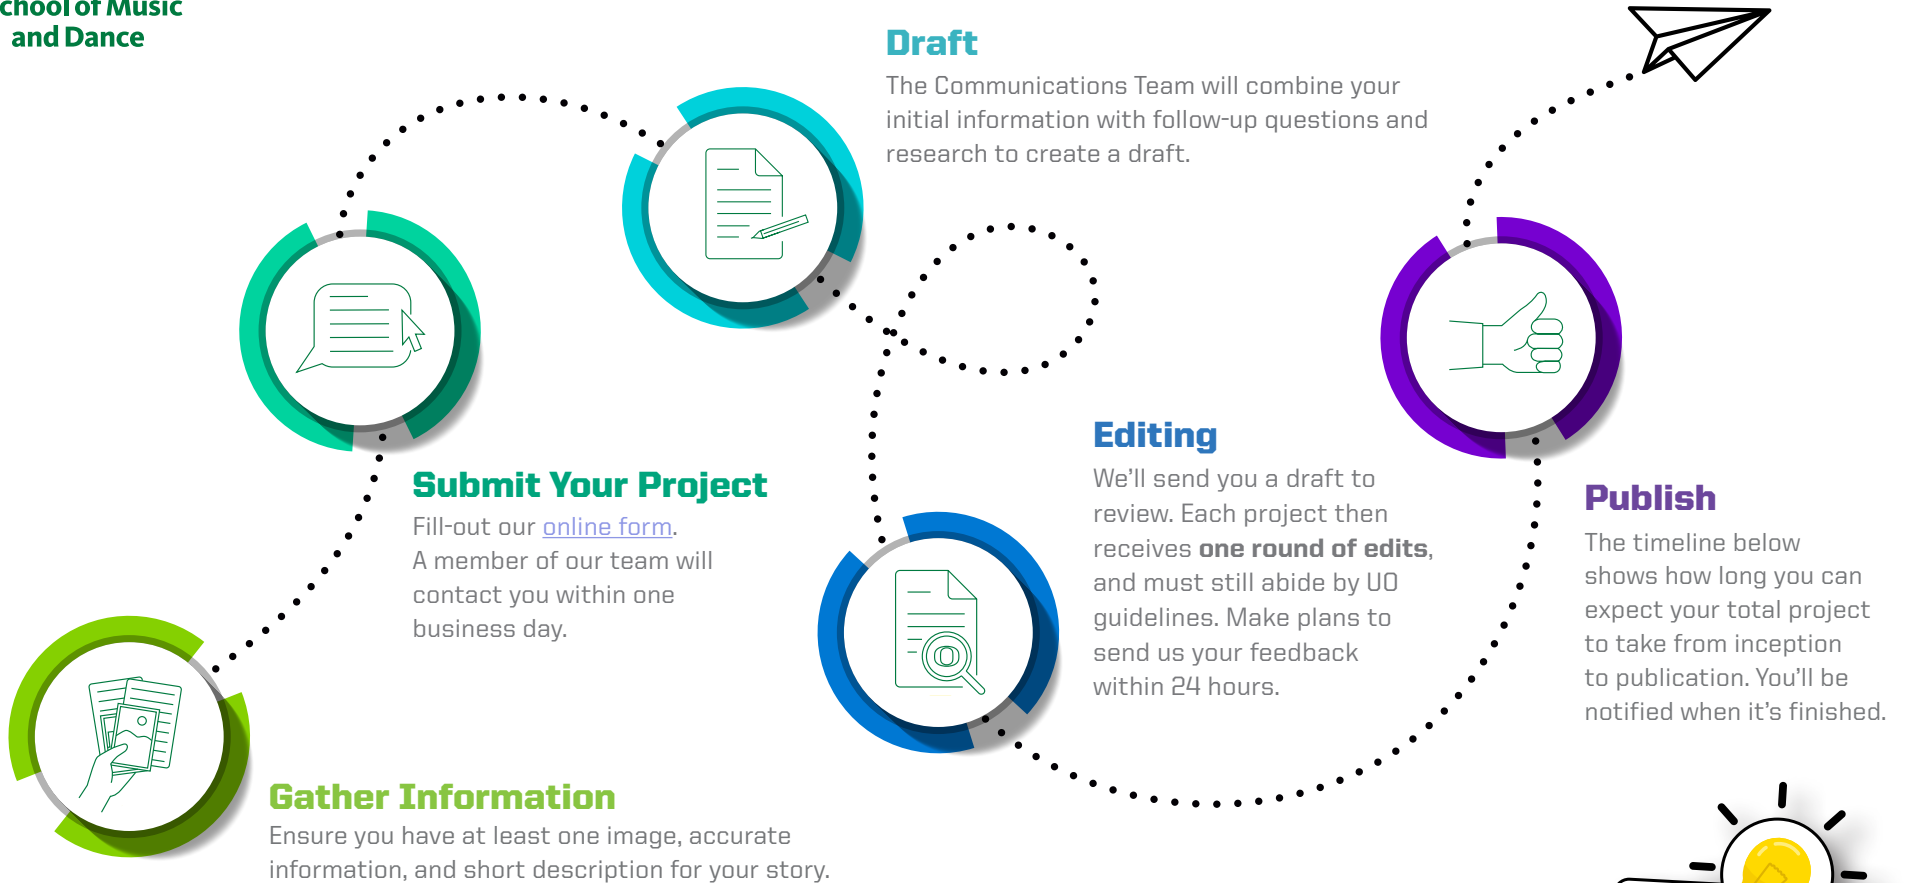 of Music
and Dance
Draft
The Communications Team will combine your
initial information with follow-up questions and
research to create a draft.
Submit Your Project
Fill-out our online form.
A member of our team will
contact you within one
business day.
Editing
We'll send you a draft to
review. Each project then
receives one round of edits,
and must still abide by UO
guidelines. Make plans to
send us your feedback
within 24 hours.
Publish
The timeline below
shows how long you can
expect your total project
to take from inception
to publication. You'll be
notified when it's finished.
Gather Information
Ensure you have at least one image, accurate
information, and short description for your story.